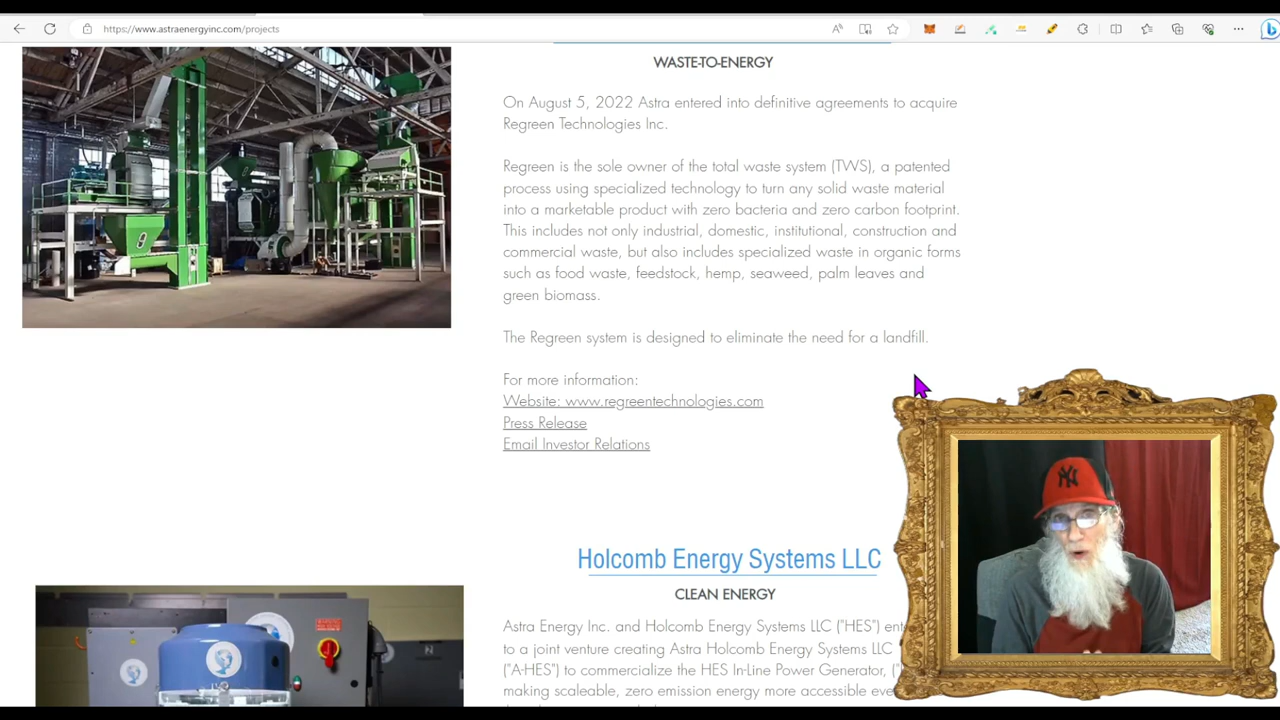 https://www.astraenergyinc.com/projects
WASTE-TO-ENERGY
On August 5, 2022 Astra entered into definitive agreements to acquire
Regreen Technologies Inc.
Regreen is the sole owner of the total waste system (TWS), a patented
process using specialized technology to turn any solid waste material
into a marketable product with zero bacteria and zero carbon footprint.
This includes not only industrial, domestic, institutional, construction and
commercial waste, but also includes specialized waste in organic forms
such as food waste, feedstock, hemp, seaweed, palm leaves and
green biomass.
The Regreen system is designed to eliminate the need for a landfill.
For more information:
Website: www.regreentechnologies.com
Press Release
Email Investor Relations
Holcomb Energy Systems LLC
CLEAN ENERGY
Astra Energy Inc. and Holcomb Energy Systems LLC ("HES")
to a joint venture creating Astra Holcomb Energy Systems LLC
("A-HES") to commercialize the HES In-Line Power Generator, ("
making scaleable, zero emission energy more accessible
NY